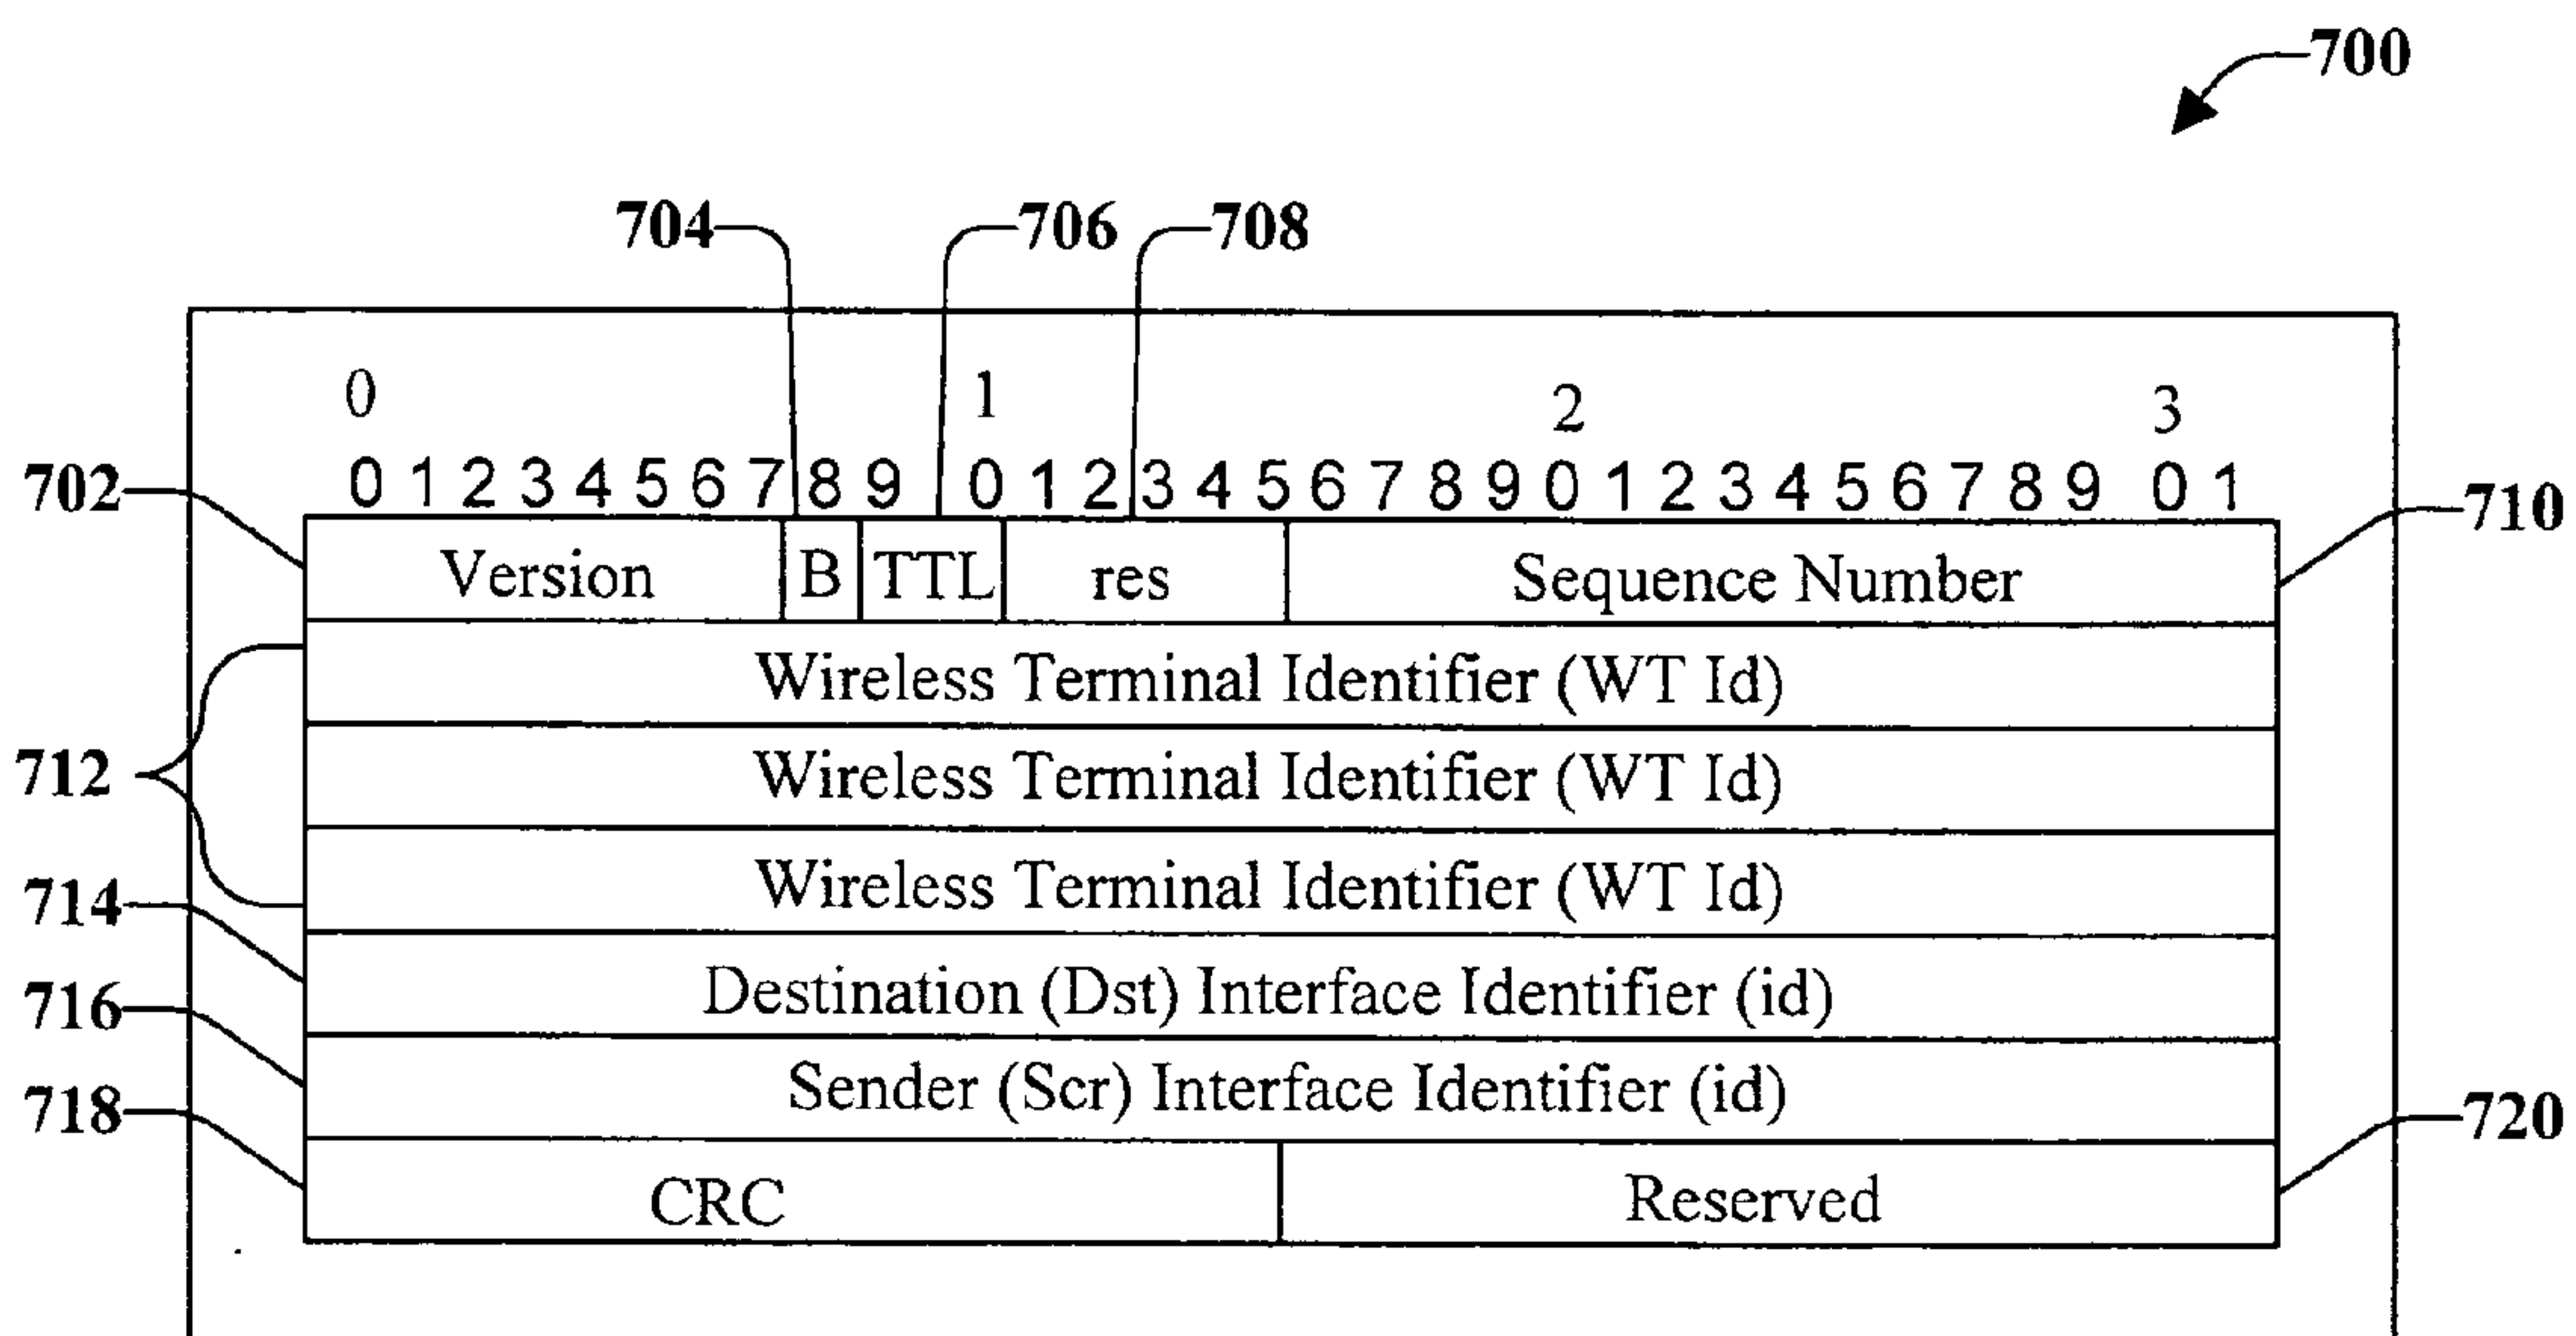 700
704 706 708
0 1 2 3
702 0 1 2 3 4 5 6 7 8 9 0 1 2 3 4 5 6 7 8 9 0 1 2 3 4 5 6 7 8 9 0 1 710
Version B TTL res Sequence Number
Wireless Terminal Identifier (WT Id)
712 Wireless Terminal Identifier (WT Id)
Wireless Terminal Identifier (WT Id)
714 Destination (Dst) Interface Identifier (id)
716 Sender (Scr) Interface Identifier (id)
718 720
CRC Reserved